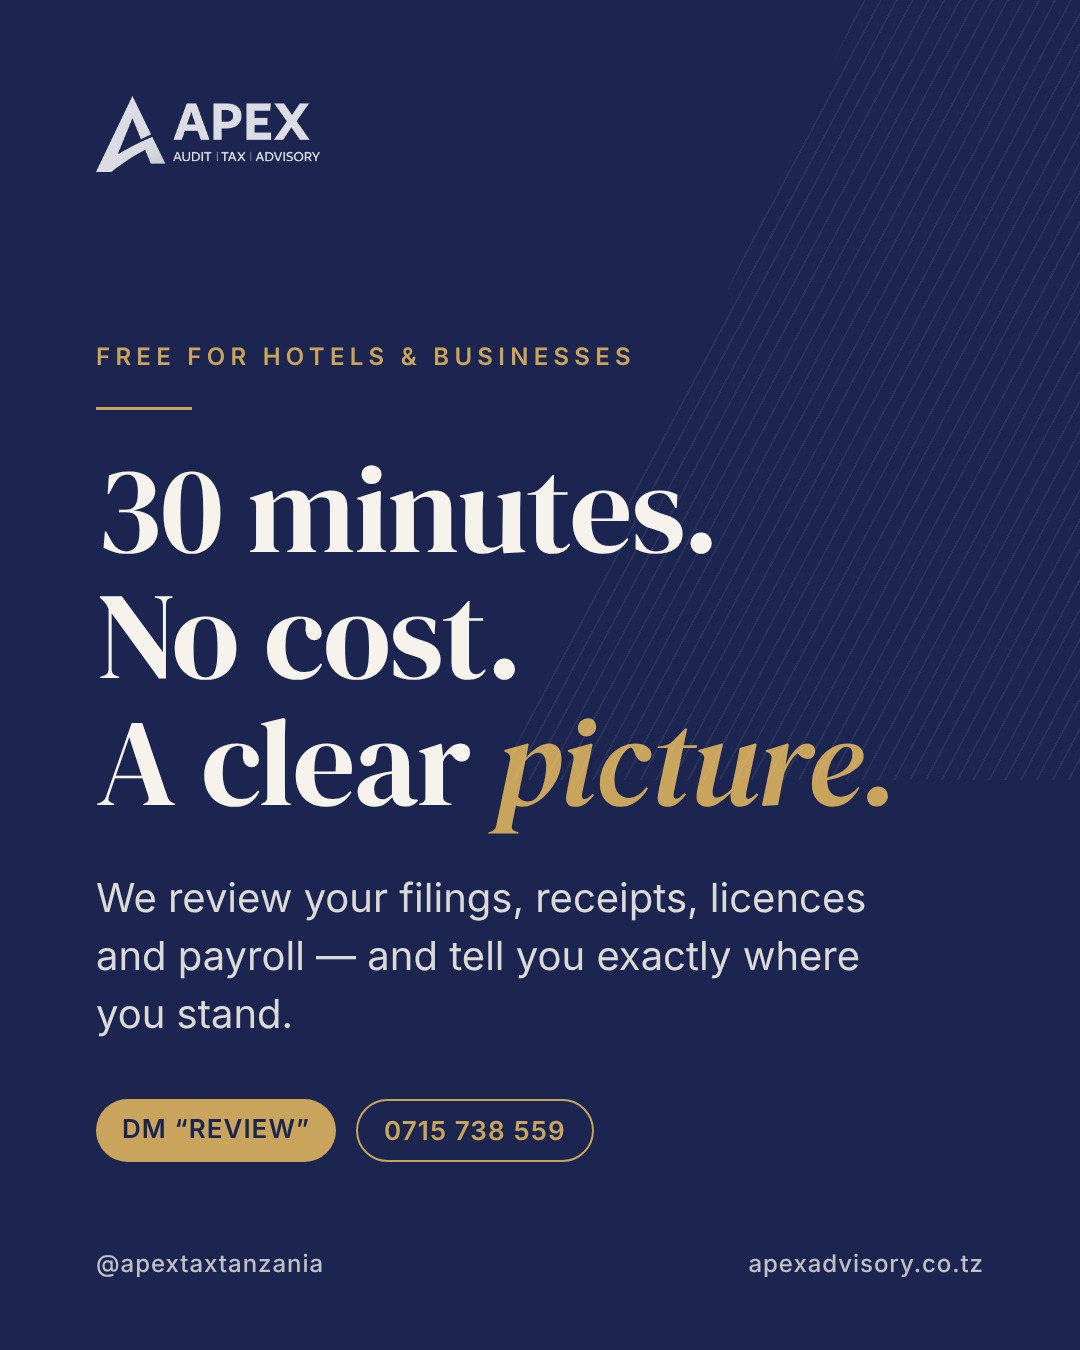 APEX
AUDIT | TAX | ADVISORY
FREE FOR HOTELS & BUSINESSES
30 minutes.
No cost.
A clear picture.
We review your filings, receipts, licences
and payroll — and tell you exactly where
you stand.
DM “REVIEW”
0715 738 559
@apextaxtanzania
apexadvisory.co.tz